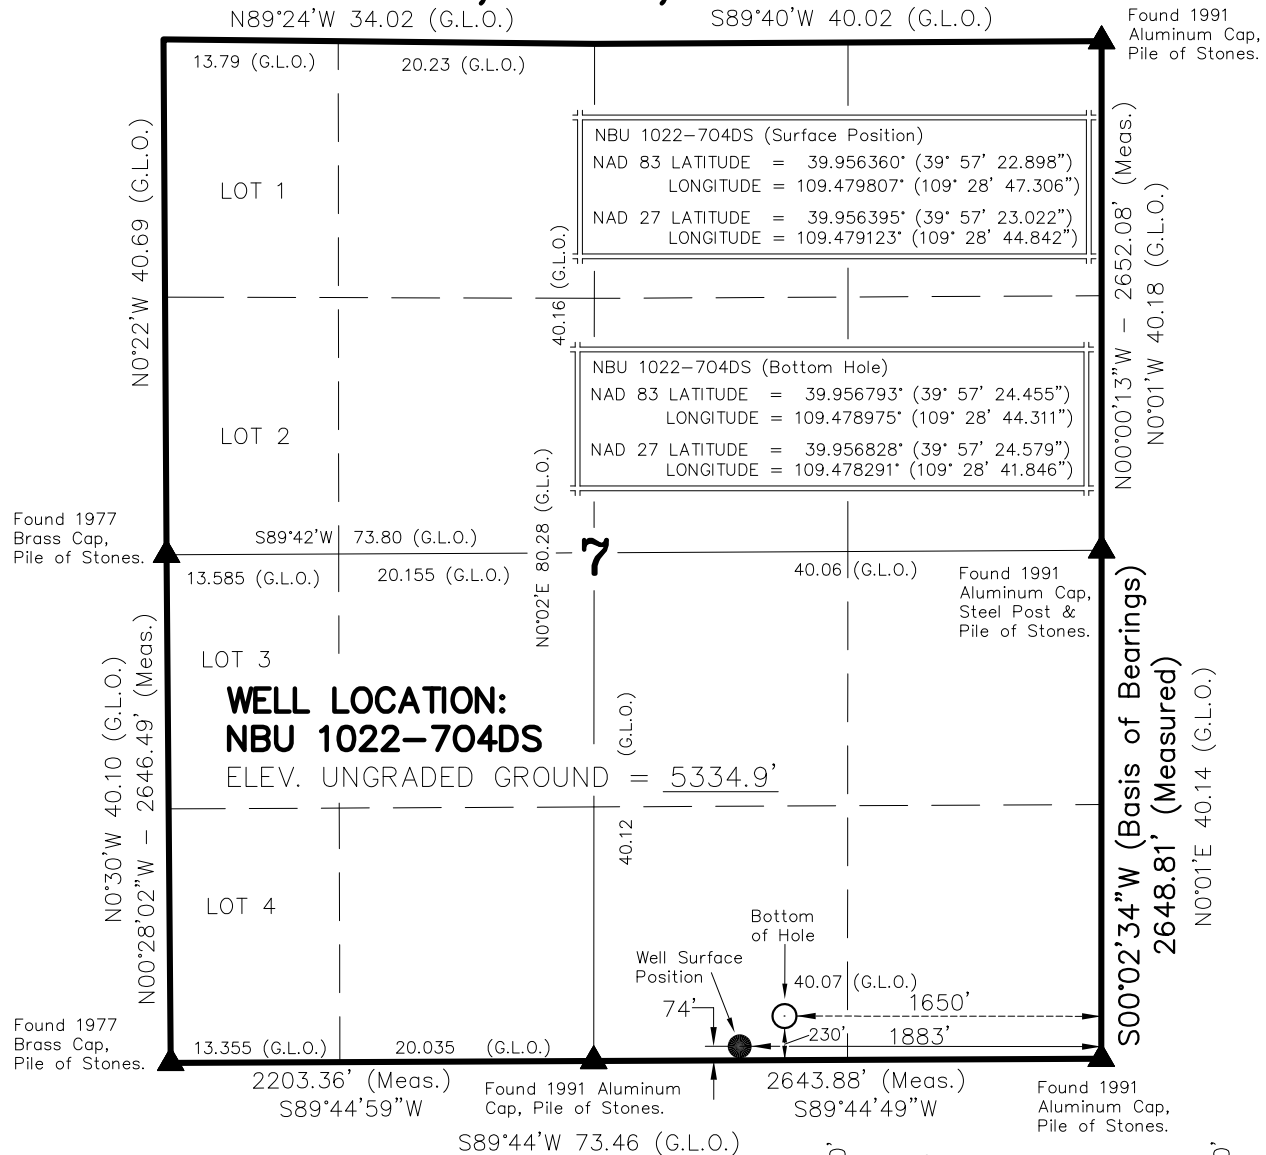 N89°24'W 34.02 (G.L.O.)
S89°40'W 40.02 (G.L.O.)
Found 1991
Aluminum Cap,
Pile of Stones.
13.79 (G.L.O.)
20.23 (G.L.O.)
NBU 1022-7O4DS (Surface Position)
NAD 83 LATITUDE = 39.956360° (39° 57' 22.898")
LONGITUDE = 109.479807° (109° 28' 47.306")
NAD 27 LATITUDE = 39.956395° (39° 57' 23.022")
LONGITUDE = 109.479123° (109° 28' 44.842")
LOT 1
N0°22'W 40.69 (G.L.O.)
40.16 (G.L.O.)
N00°00'13"W - 2652.08' (Meas.)
N0°01'W 40.18 (G.L.O.)
NBU 1022-7O4DS (Bottom Hole)
NAD 83 LATITUDE = 39.956793° (39° 57' 24.455")
LONGITUDE = 109.478975° (109° 28' 44.311")
NAD 27 LATITUDE = 39.956828° (39° 57' 24.579")
LONGITUDE = 109.478291° (109° 28' 41.846")
LOT 2
Found 1977
Brass Cap,
Pile of Stones.
S89°42'W 73.80 (G.L.O.)
N0°02'E 80.28 (G.L.O.)
7
13.585 (G.L.O.)
20.155 (G.L.O.)
40.06 (G.L.O.)
Found 1991
Aluminum Cap,
Steel Post &
Pile of Stones.
LOT 3
WELL LOCATION:
NBU 1022-7O4DS
ELEV. UNGRADED GROUND = 5334.9'
N0°30'W 40.10 (G.L.O.)
N00°28'02"W - 2646.49' (Meas.)
40.12 (G.L.O.)
S00°02'34"W (Basis of Bearings)
2648.81' (Measured)
N0°01'E 40.14 (G.L.O.)
LOT 4
Bottom
of Hole
Well Surface
Position
40.07 (G.L.O.)
74'
1650'
230'
1883'
Found 1977
Brass Cap,
Pile of Stones.
13.355 (G.L.O.)
20.035 (G.L.O.)
2203.36' (Meas.)
S89°44'59"W
Found 1991 Aluminum
Cap, Pile of Stones.
2643.88' (Meas.)
S89°44'49"W
Found 1991
Aluminum Cap,
Pile of Stones.
S89°44'W 73.46 (G.L.O.)